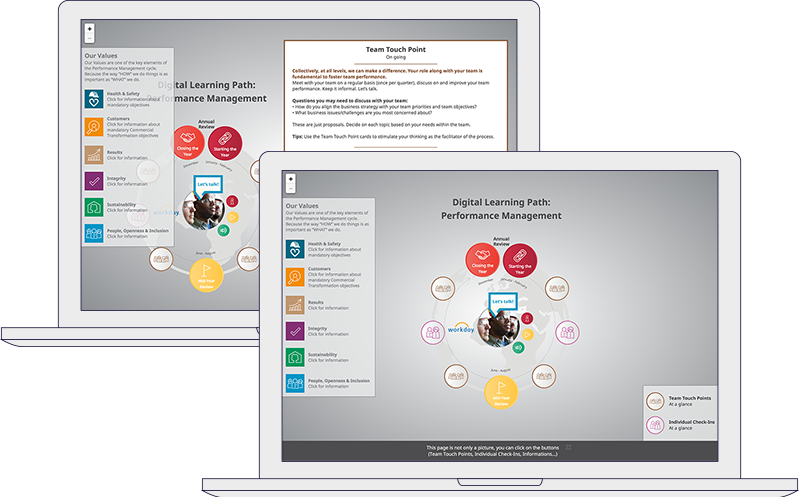 +
−
Our Values
Our Values are one of the key elements
of the Performance Management cycle.
Because the way "HOW" we do things is as
important as "WHAT" we do.
Health & Safety
Click for information about
mandatory objectives
Customers
Click for information about
mandatory Commercial
Transformation objectives
Results
Click for information
Integrity
Click for information
Sustainability
Click for information
People, Openness & Inclusion
Click for information
Digital Learning Path:
Performance Management
Annual
Review
Closing the
Year
Starting the
Year
January - February
Let's talk!
workday
June - August
Mid-Year
Review
Team Touch Point
On going
Collectively, at all levels, we can make a difference. Your role along with your team is
fundamental to foster team performance.
Meet with your team on a regular basis (once per quarter), discuss on and improve your team
performance. Keep it informal. Let's talk.
Questions you may need to discuss with your team:
• How do you align the business strategy with your team priorities and team objectives?
• What business issues/challenges are you most concerned about?
These are just proposals. Decide on each topic based on your needs within the team.
Tips: Use the Team Touch Point cards to stimulate your thinking as the facilitator of the process.
+
−
Our Values
Our Values are one of the key elements of
the Performance Management cycle.
Because the way "HOW" we do things is as
important as "WHAT" we do.
Health & Safety
Click for information about
mandatory objectives
Customers
Click for information about
mandatory Commercial
Transformation objectives
Results
Click for information
Integrity
Click for information
Sustainability
Click for information
People, Openness & Inclusion
Click for information
Digital Learning Path:
Performance Management
Annual
Review
Closing the
Year
Starting the
Year
December
January - February
Let's talk!
workday
June - August
Mid-Year
Review
Team Touch Points
At a glance
Individual Check-Ins
At a glance
This page is not only a picture, you can click on the buttons
(Team Touch Points, Individual Check-Ins, Informations...)